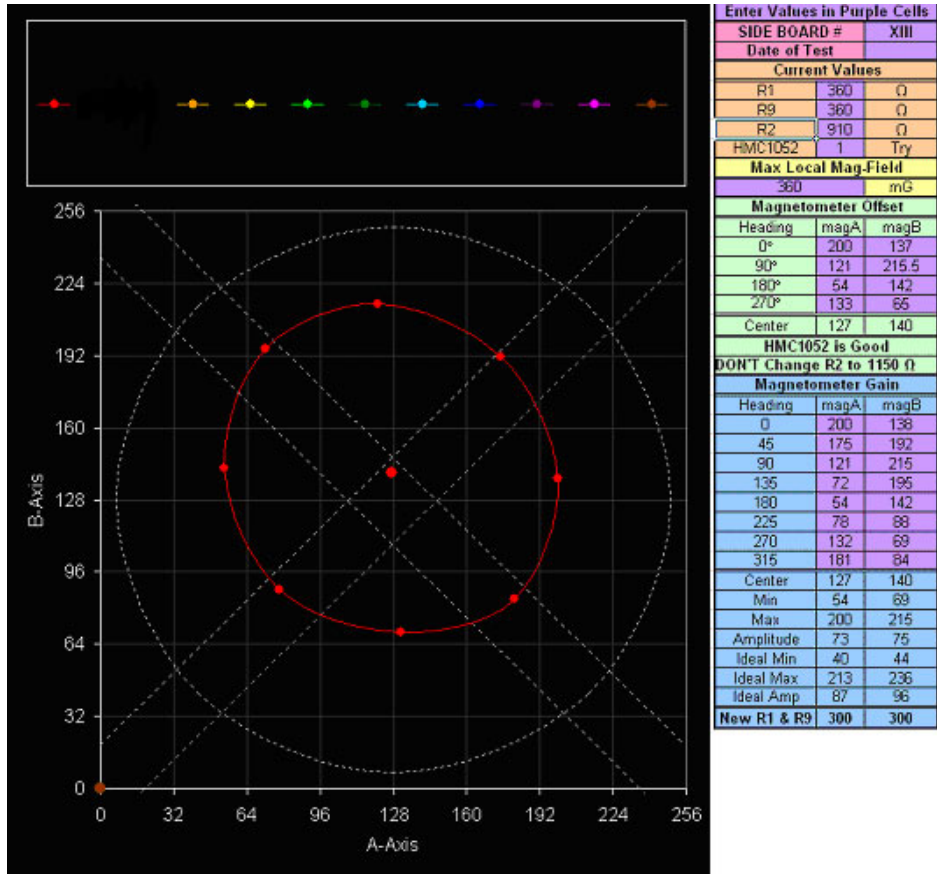 Enter Values in Purple Cells
SIDE BOARD # XIII
Date of Test
Current Values
R1 360 Ω
R9 360 Ω
R2 910 Ω
HMC1052 1 Try
Max Local Mag-Field
360 mG
Magnetometer Offset
Heading magA magB
0° 200 137
90° 121 215.5
180° 54 142
270° 133 65
Center 127 140
HMC1052 is Good
DON'T Change R2 to 1150 Ω
Magnetometer Gain
Heading magA magB
0 200 138
45 175 192
90 121 215
135 72 195
180 54 142
225 78 88
270 132 69
315 181 84
Center 127 140
Min 54 69
Max 200 215
Amplitude 73 75
Ideal Min 40 44
Ideal Max 213 236
Ideal Amp 87 96
New R1 & R9 300 300
256
224
192
160
128
96
64
32
0
B-Axis
0 32 64 96 128 160 192 224 256
A-Axis